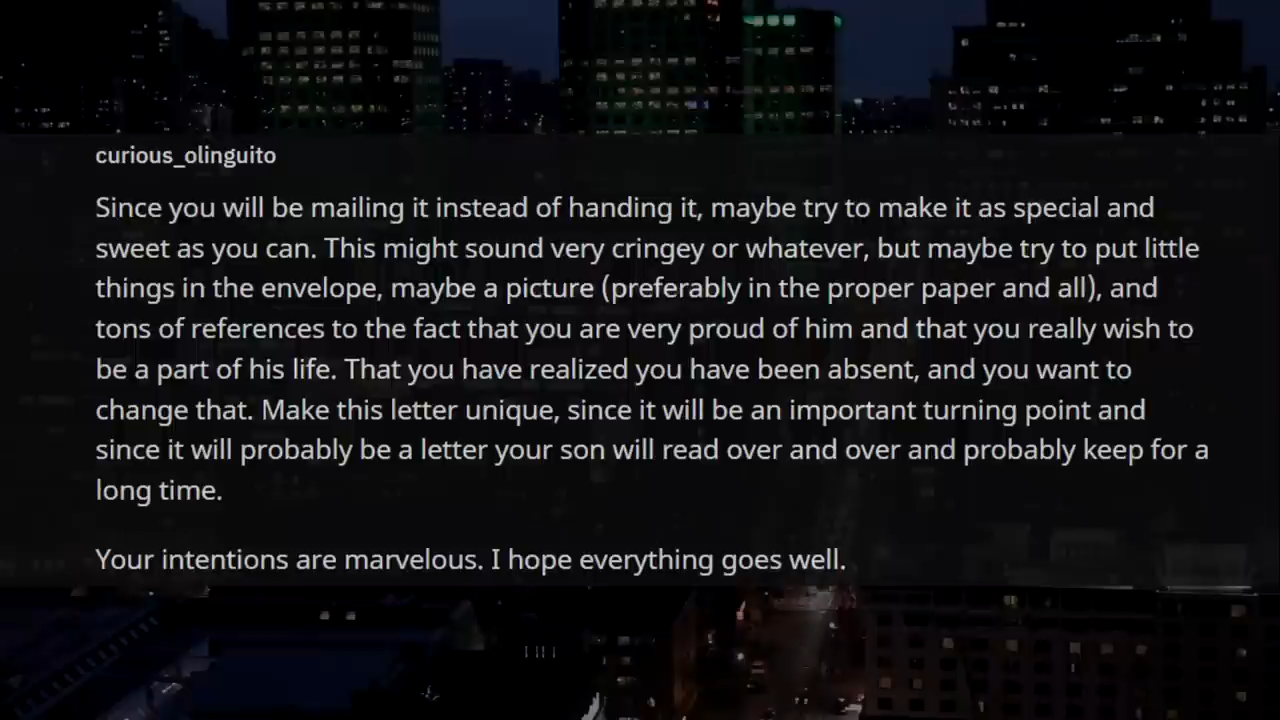 curious_olinguito
Since you will be mailing it instead of handing it, maybe try to make it as special and
sweet as you can. This might sound very cringey or whatever, but maybe try to put little
things in the envelope, maybe a picture (preferably in the proper paper and all), and
tons of references to the fact that you are very proud of him and that you really wish to
be a part of his life. That you have realized you have been absent, and you want to
change that. Make this letter unique, since it will be an important turning point and
since it will probably be a letter your son will read over and over and probably keep for a
long time.
Your intentions are marvelous. I hope everything goes well.